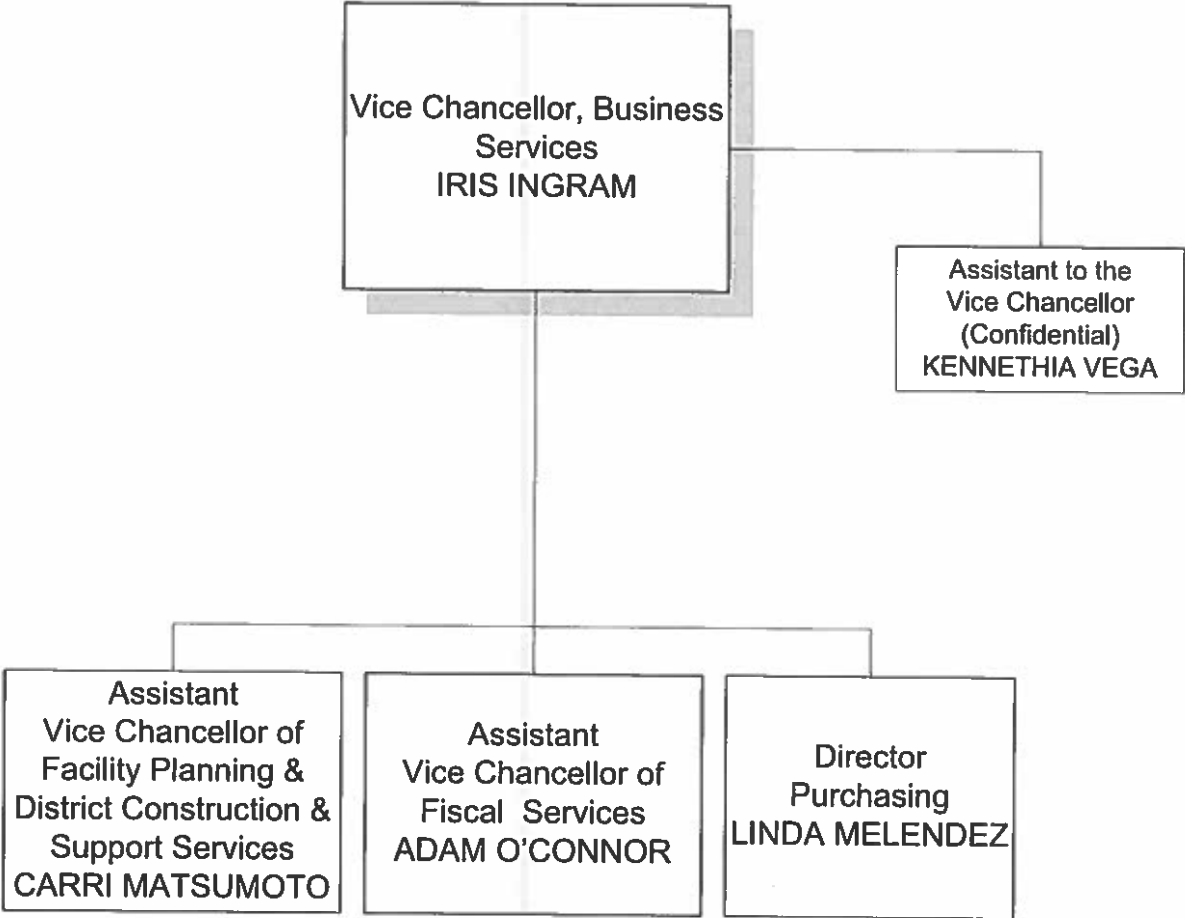 Vice Chancellor, Business
Services
IRIS INGRAM
Assistant to the
Vice Chancellor
(Confidential)
KENNETHIA VEGA
Assistant
Vice Chancellor of
Facility Planning &
District Construction &
Support Services
CARRI MATSUMOTO
Assistant
Vice Chancellor of
Fiscal Services
ADAM O'CONNOR
Director
Purchasing
LINDA MELENDEZ